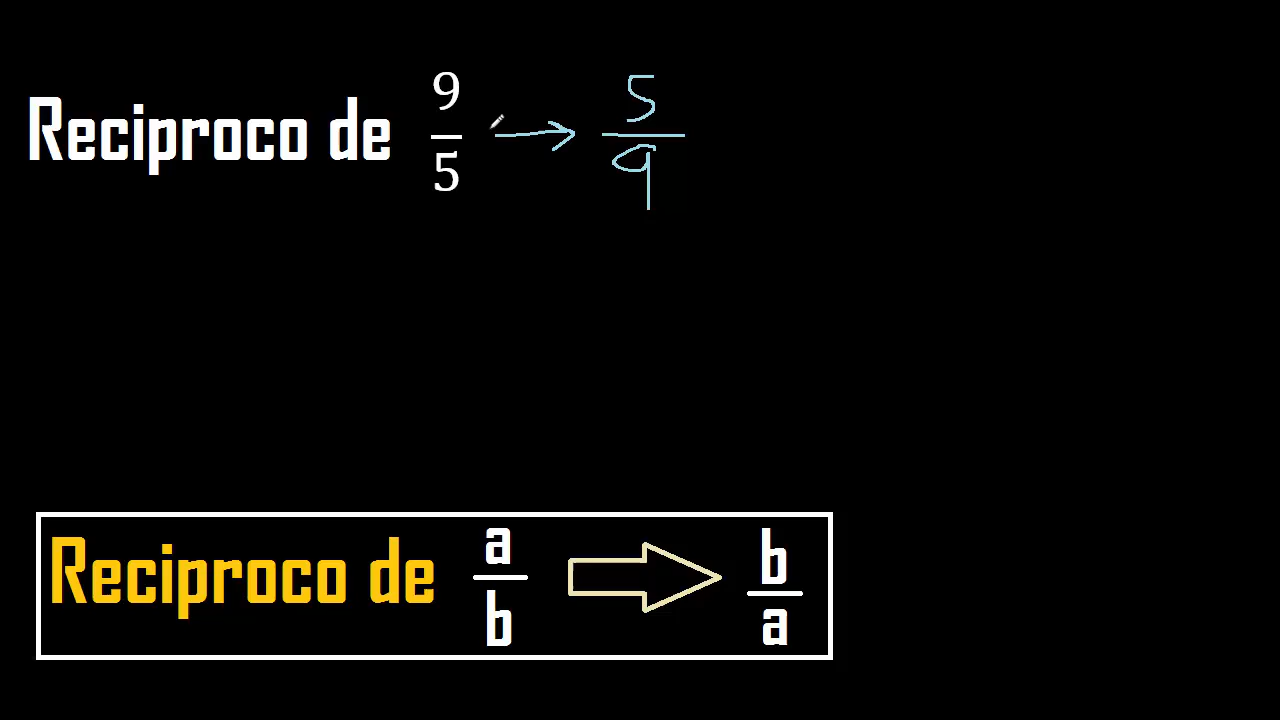 Reciproco de 9/5 → 5/9
Reciproco de a/b ⇒ b/a